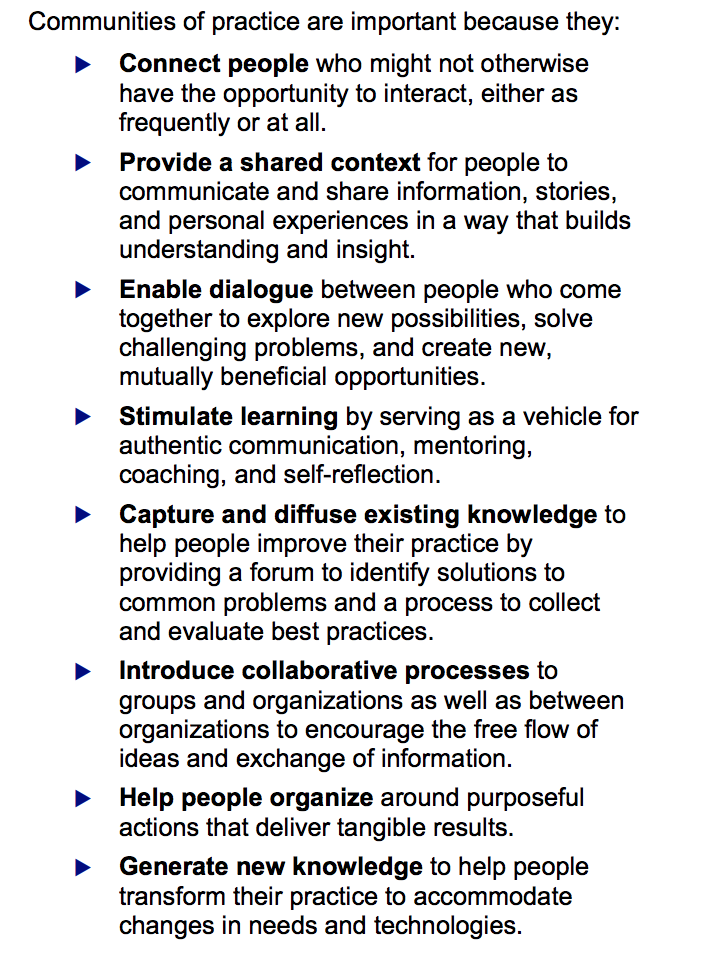 Communities of practice are important because they:
Connect people who might not otherwise
have the opportunity to interact, either as
frequently or at all.
Provide a shared context for people to
communicate and share information, stories,
and personal experiences in a way that builds
understanding and insight.
Enable dialogue between people who come
together to explore new possibilities, solve
challenging problems, and create new,
mutually beneficial opportunities.
Stimulate learning by serving as a vehicle for
authentic communication, mentoring,
coaching, and self-reflection.
Capture and diffuse existing knowledge to
help people improve their practice by
providing a forum to identify solutions to
common problems and a process to collect
and evaluate best practices.
Introduce collaborative processes to
groups and organizations as well as between
organizations to encourage the free flow of
ideas and exchange of information.
Help people organize around purposeful
actions that deliver tangible results.
Generate new knowledge to help people
transform their practice to accommodate
changes in needs and technologies.